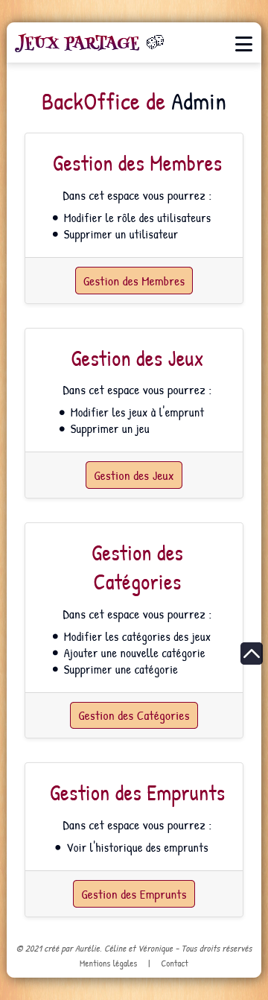 Jeux Partage
BackOffice de Admin
Gestion des Membres
Dans cet espace vous pourrez :
Modifier le rôle des utilisateurs
Supprimer un utilisateur
Gestion des Membres
Gestion des Jeux
Dans cet espace vous pourrez :
Modifier les jeux à l'emprunt
Supprimer un jeu
Gestion des Jeux
Gestion des
Catégories
Dans cet espace vous pourrez :
Modifier les catégories des jeux
Ajouter une nouvelle catégorie
Supprimer une catégorie
Gestion des Catégories
Gestion des Emprunts
Dans cet espace vous pourrez :
Voir l'historique des emprunts
Gestion des Emprunts
© 2021 créé par Aurélie. Céline et Véronique - Tous droits réservés
Mentions légales | Contact